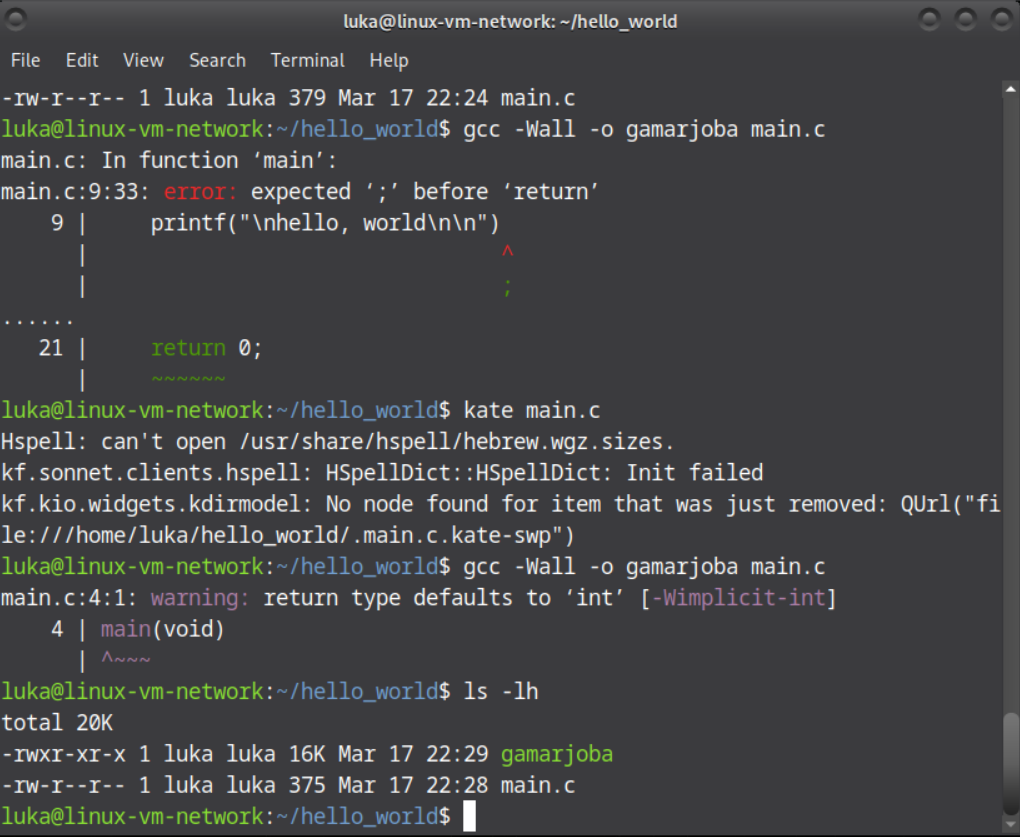 luka@linux-vm-network: ~/hello_world
File Edit View Search Terminal Help
-rw-r--r-- 1 luka luka 379 Mar 17 22:24 main.c
luka@linux-vm-network:~/hello_world$ gcc -Wall -o gamarjoba main.c
main.c: In function ‘main’:
main.c:9:33: error: expected ‘;’ before ‘return’
    9 |     printf("\nhello, world\n\n")
      |                                 ^
      |                                 ;
......
   21 |     return 0;
      |     ~~~~~~
luka@linux-vm-network:~/hello_world$ kate main.c
Hspell: can't open /usr/share/hspell/hebrew.wgz.sizes.
kf.sonnet.clients.hspell: HSpellDict::HSpellDict: Init failed
kf.kio.widgets.kdirmodel: No node found for item that was just removed: QUrl("fi
le:///home/luka/hello_world/.main.c.kate-swp")
luka@linux-vm-network:~/hello_world$ gcc -Wall -o gamarjoba main.c
main.c:4:1: warning: return type defaults to ‘int’ [-Wimplicit-int]
    4 | main(void)
      | ^~~~
luka@linux-vm-network:~/hello_world$ ls -lh
total 20K
-rwxr-xr-x 1 luka luka 16K Mar 17 22:29 gamarjoba
-rw-r--r-- 1 luka luka 375 Mar 17 22:28 main.c
luka@linux-vm-network:~/hello_world$